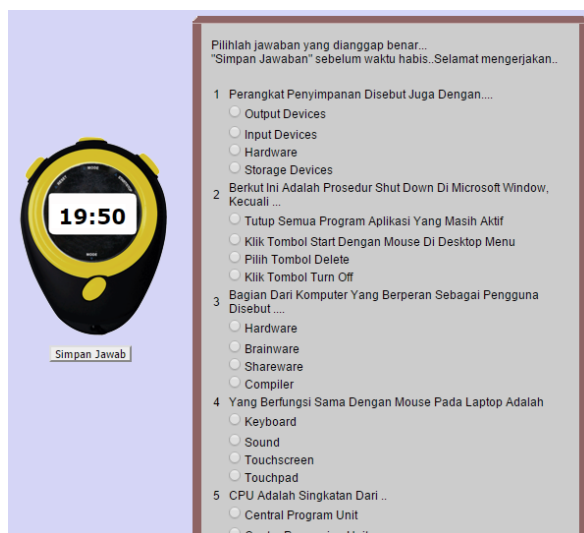 Pilihlah jawaban yang dianggap benar...
"Simpan Jawaban" sebelum waktu habis..Selamat mengerjakan..
19:50
Simpan Jawab
1 Perangkat Penyimpanan Disebut Juga Dengan....
Output Devices
Input Devices
Hardware
Storage Devices
2 Berkut Ini Adalah Prosedur Shut Down Di Microsoft Window,
Kecuali ...
Tutup Semua Program Aplikasi Yang Masih Aktif
Klik Tombol Start Dengan Mouse Di Desktop Menu
Pilih Tombol Delete
Klik Tombol Turn Off
3 Bagian Dari Komputer Yang Berperan Sebagai Pengguna
Disebut ....
Hardware
Brainware
Shareware
Compiler
4 Yang Berfungsi Sama Dengan Mouse Pada Laptop Adalah
Keyboard
Sound
Touchscreen
Touchpad
5 CPU Adalah Singkatan Dari ..
Central Program Unit